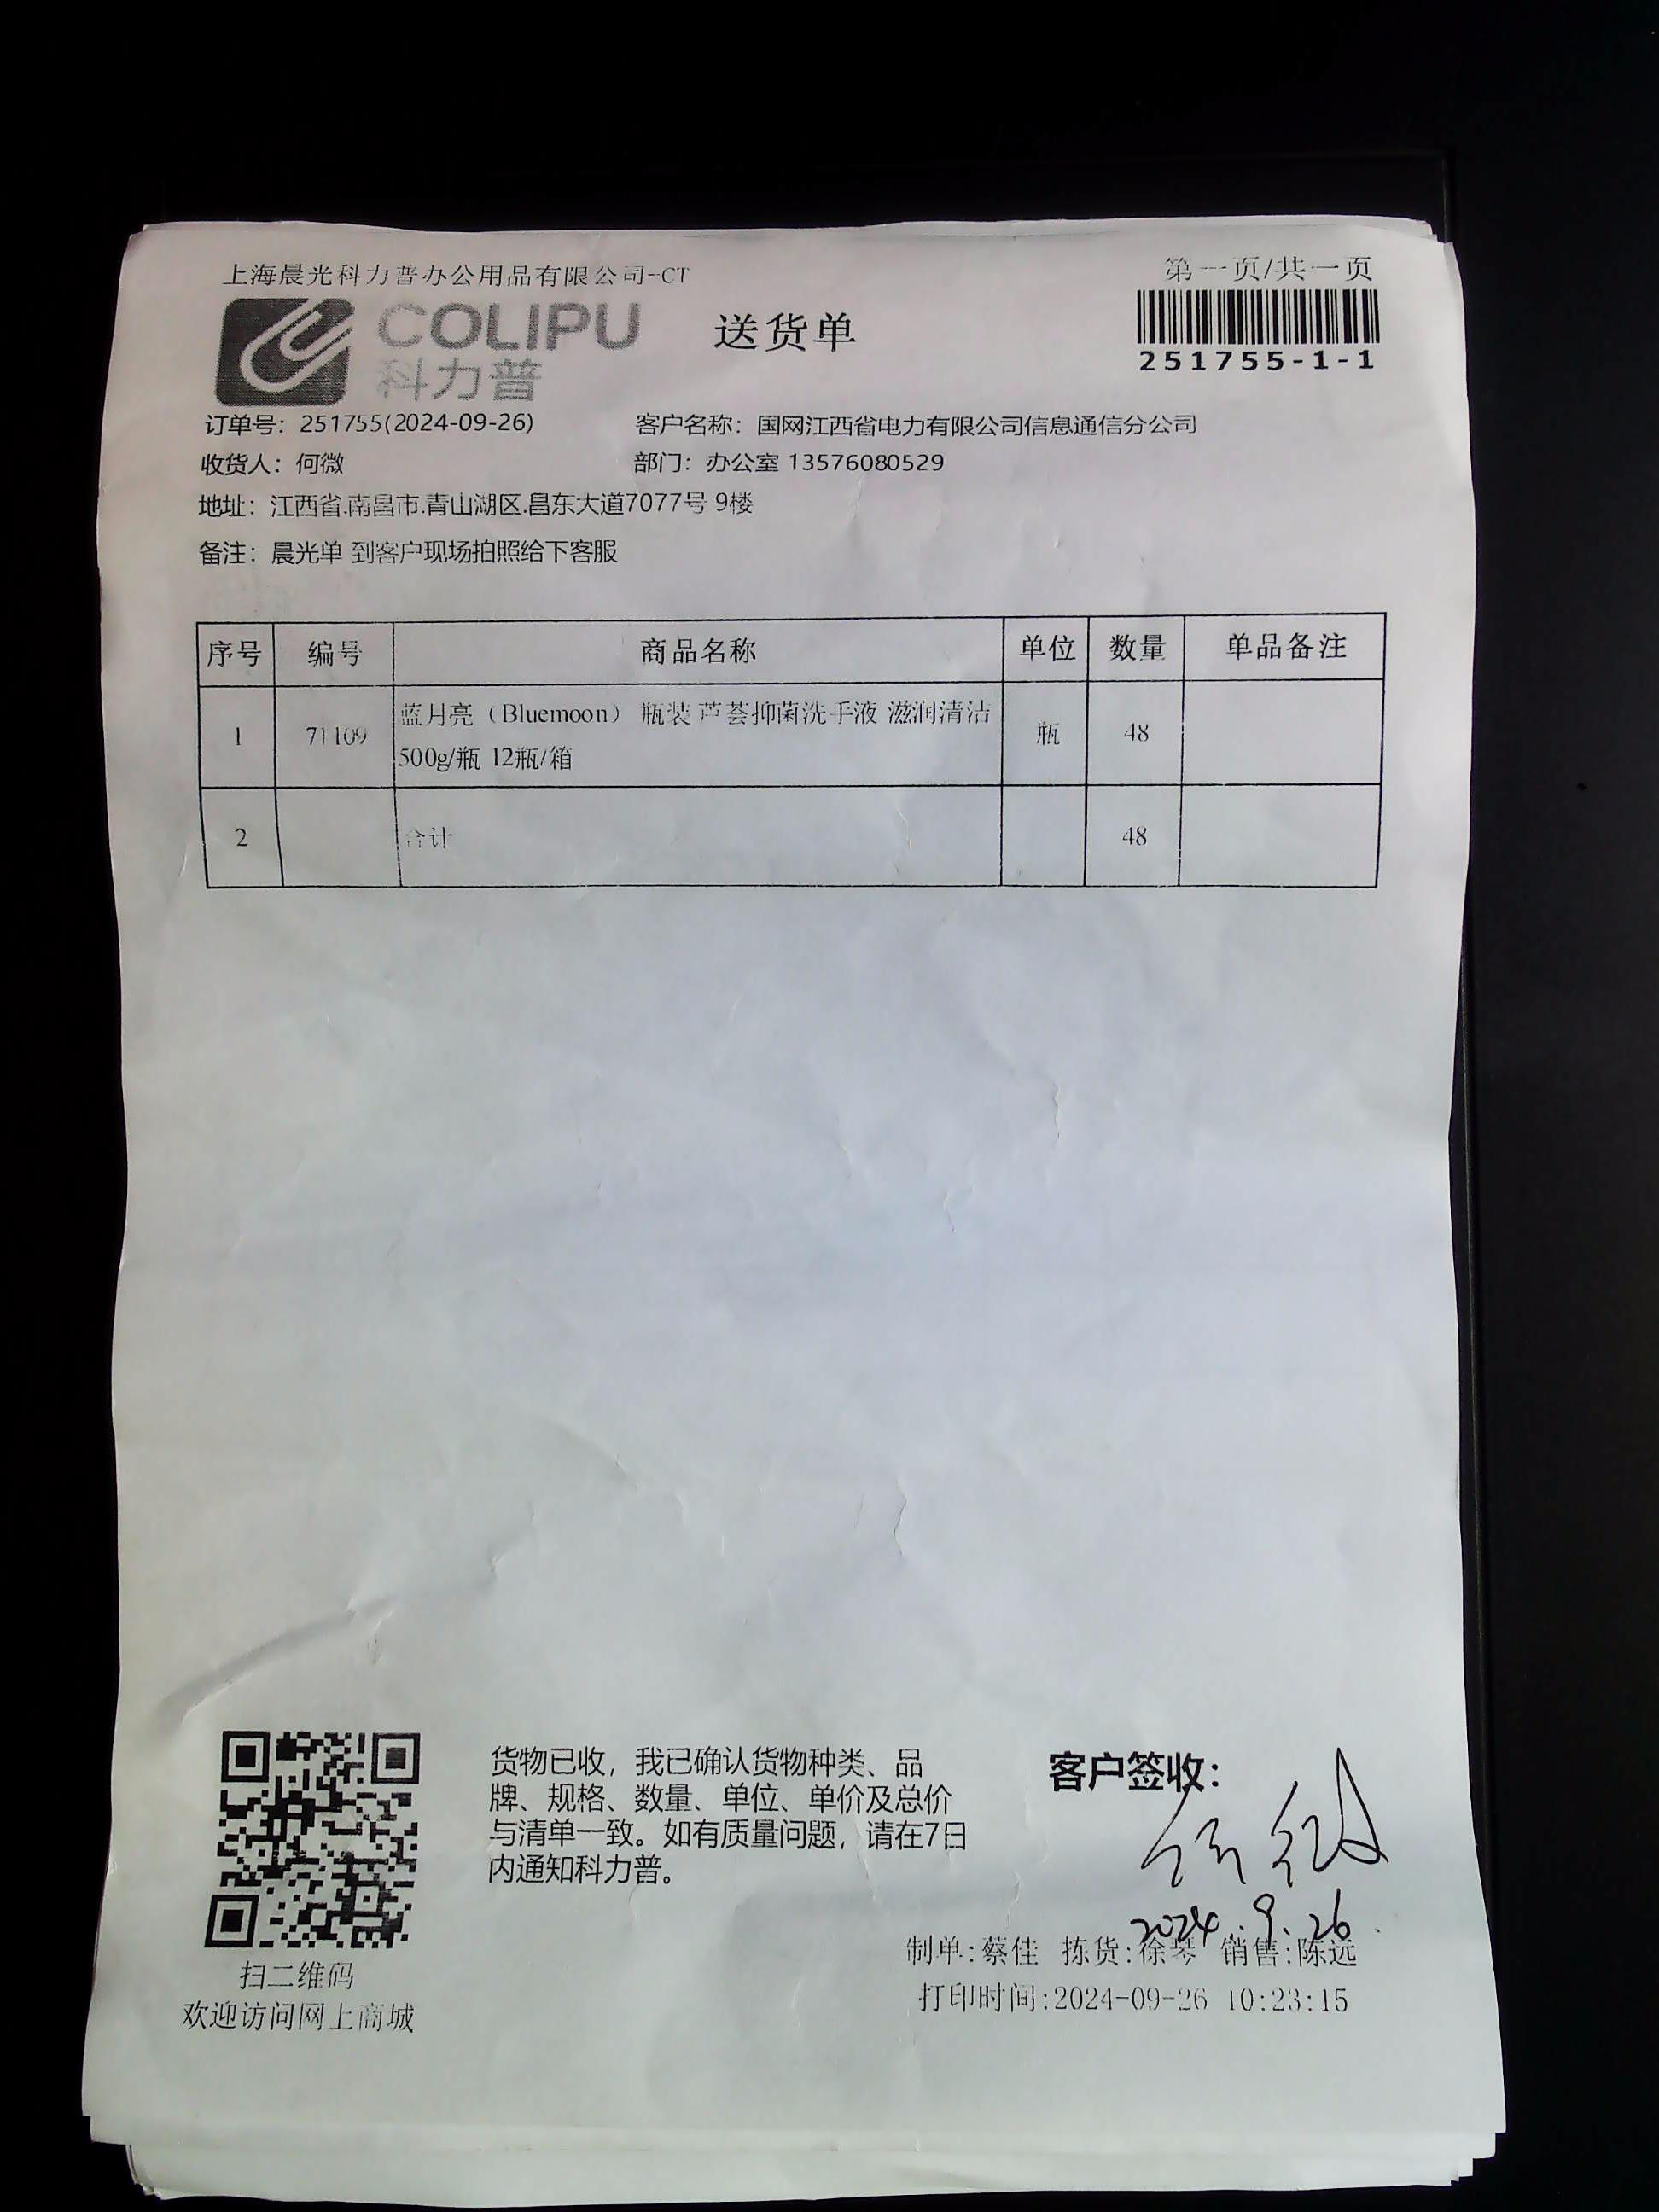 上海晨光科力普办公用品有限公司-CT
第一页/共一页
COLIPU
科力普
送货单
251755-1-1
订单号：251755(2024-09-26)
客户名称：国网江西省电力有限公司信息通信分公司
收货人：何微
部门：办公室 13576080529
地址：江西省.南昌市.青山湖区.昌东大道7077号 9楼
备注：晨光单 到客户现场拍照给下客服
序号 编号 商品名称 单位 数量 单品备注
1 71109 蓝月亮（Bluemoon） 瓶装 芦荟抑菌洗手液 滋润清洁 瓶 48
500g/瓶 12瓶/箱
2 合计 48
货物已收，我已确认货物种类、品
牌、规格、数量、单位、单价及总价
与清单一致。如有质量问题，请在7日
内通知科力普。
客户签收：
何微
2024.9.26
制单:蔡佳 拣货:徐琴 销售:陈远
打印时间:2024-09-26 10:23:15
扫二维码
欢迎访问网上商城